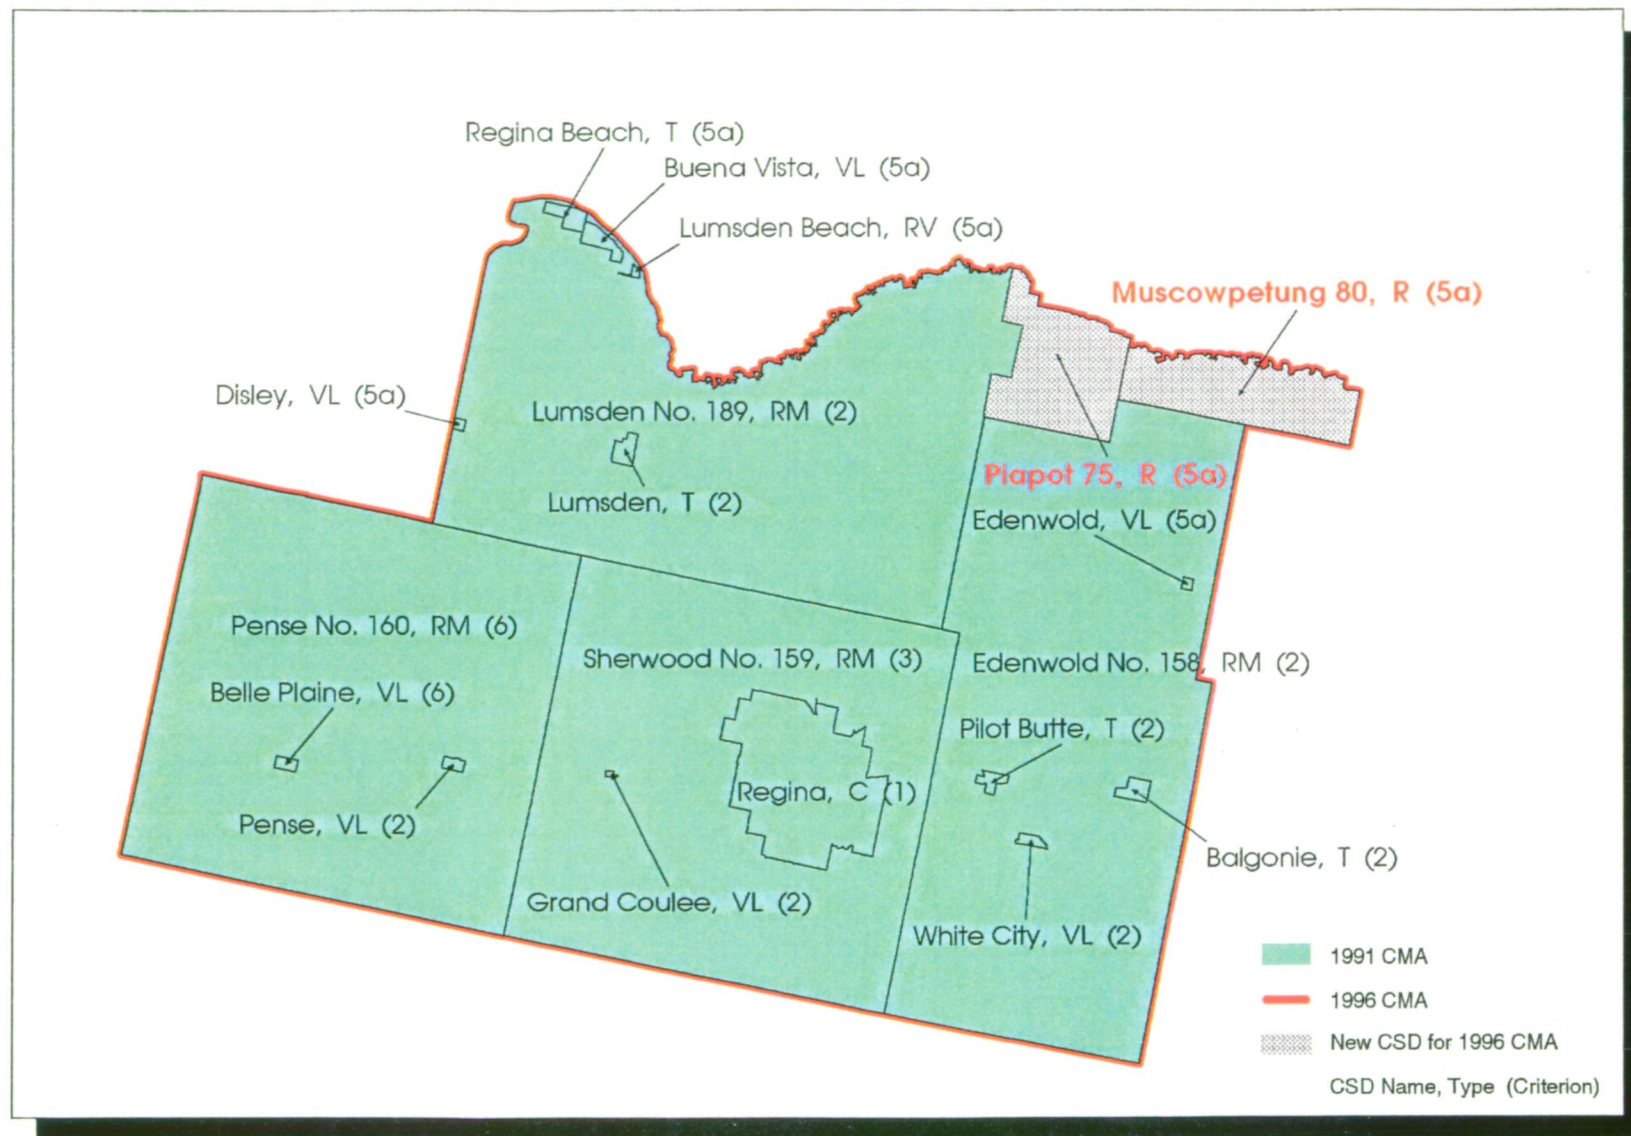 Regina Beach, T (5a)
Buena Vista, VL (5a)
Lumsden Beach, RV (5a)
Muscowpetung 80, R (5a)
Disley, VL (5a)
Lumsden No. 189, RM (2)
Piapot 75, R (5a)
Lumsden, T (2)
Edenwold, VL (5a)
Pense No. 160, RM (6)
Sherwood No. 159, RM (3)
Edenwold No. 158, RM (2)
Belle Plaine, VL (6)
Pilot Butte, T (2)
Regina, C (1)
Pense, VL (2)
Balgonie, T (2)
Grand Coulee, VL (2)
White City, VL (2)
1991 CMA
1996 CMA
New CSD for 1996 CMA
CSD Name, Type (Criterion)